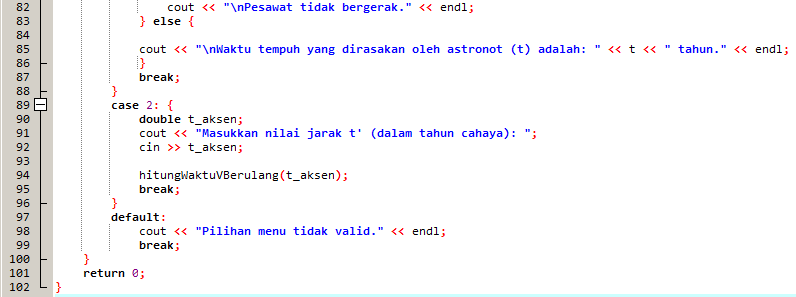 82 cout << "\nPesawat tidak bergerak." << endl;
83 } else {
84
85 cout << "\nWaktu tempuh yang dirasakan oleh astronot (t) adalah: " << t << " tahun." << endl;
86 }
87 break;
88 }
89 case 2: {
90 double t_aksen;
91 cout << "Masukkan nilai jarak t' (dalam tahun cahaya): ";
92 cin >> t_aksen;
93
94 hitungWaktuVBerulang(t_aksen);
95 break;
96 }
97 default:
98 cout << "Pilihan menu tidak valid." << endl;
99 break;
100 }
101 return 0;
102 }